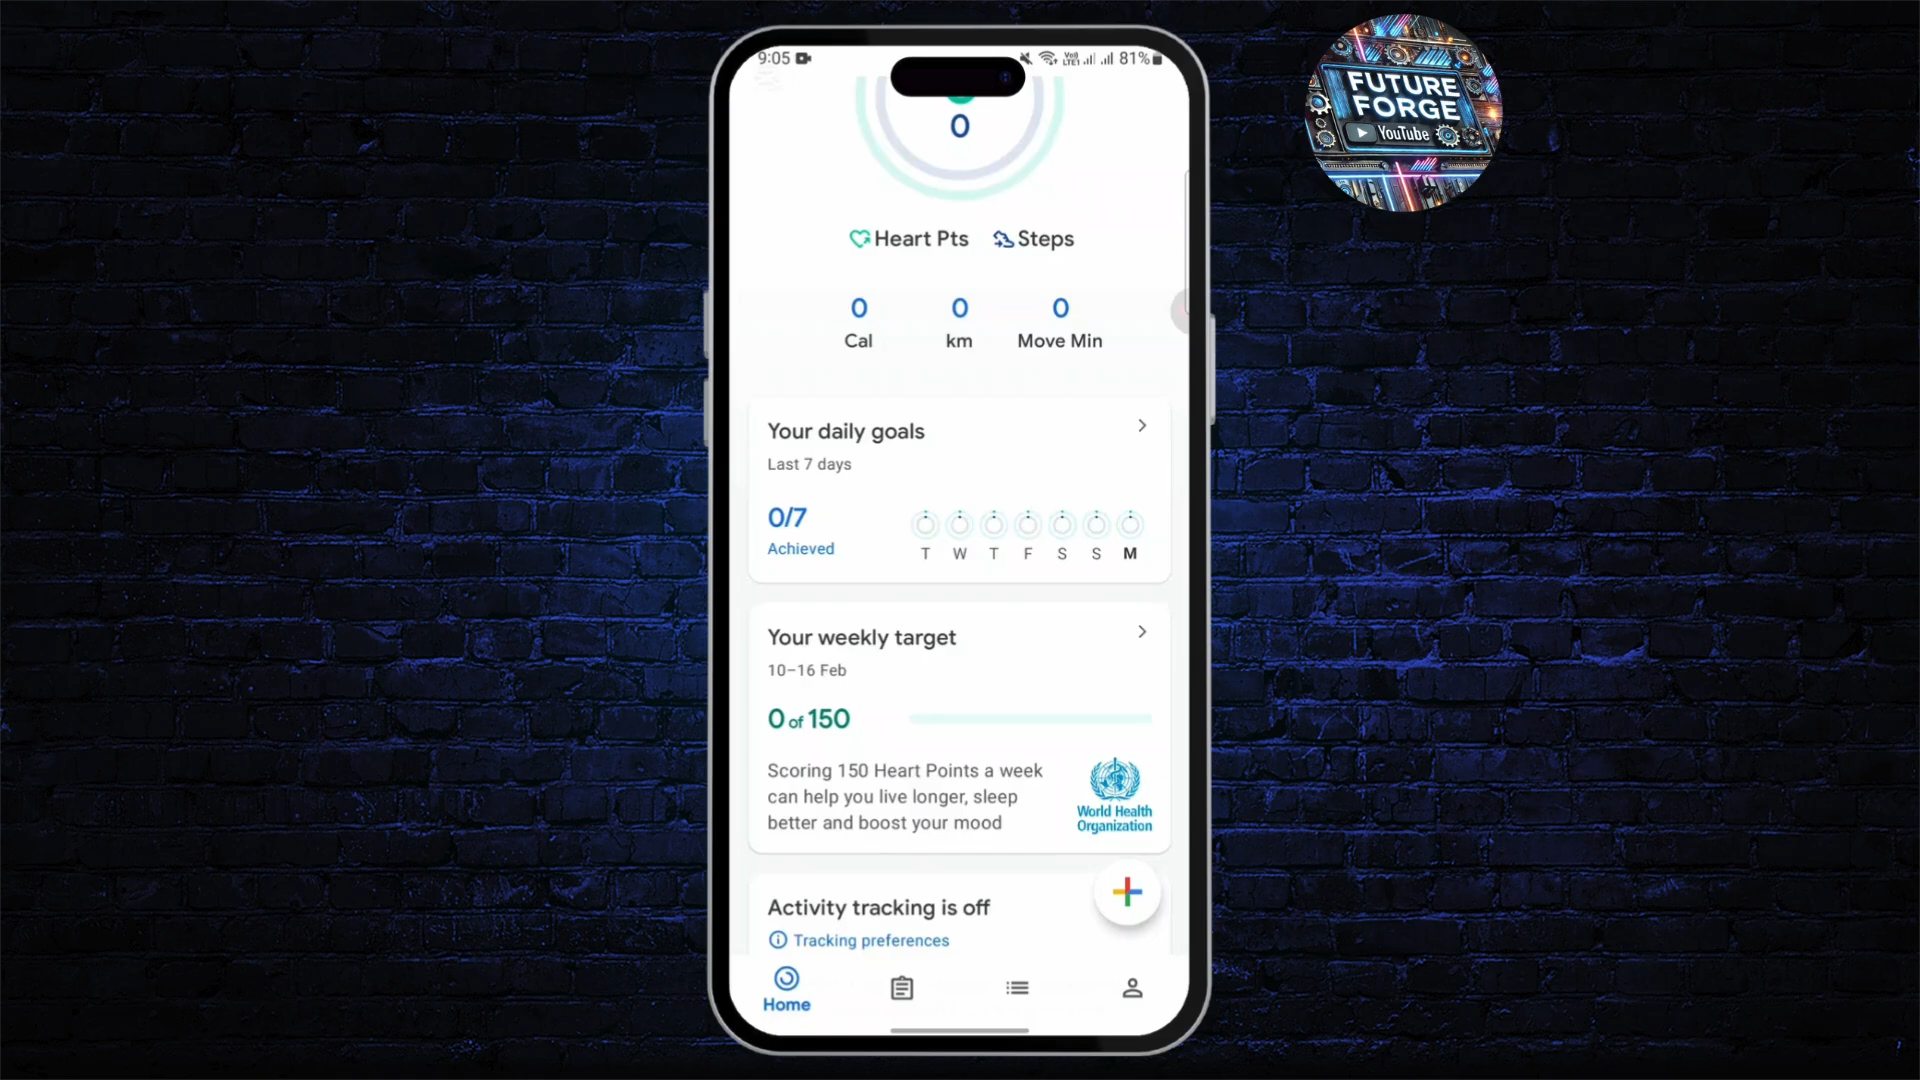 9:05
VoI)
LTE1
81%
FUTURE
FORGE
YouTube
0
Heart Pts
Steps
0
0
0
Cal
km
Move Min
Your daily goals
Last 7 days
0/7
Achieved
T W T F S S M
Your weekly target
10–16 Feb
0 of 150
Scoring 150 Heart Points a week
can help you live longer, sleep
better and boost your mood
World Health
Organization
Activity tracking is off
Tracking preferences
Home